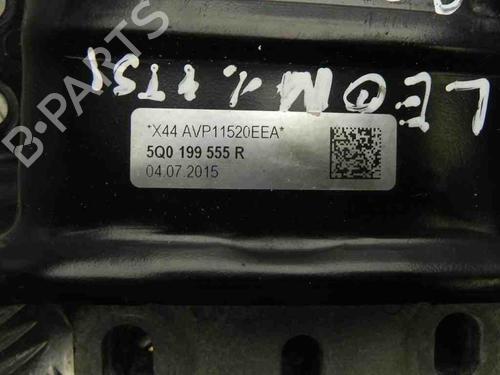 B-PARTS
LEON 1.4 TSI
*X44 AVP11520EEA*
5Q0 199 555 R
04.07.2015